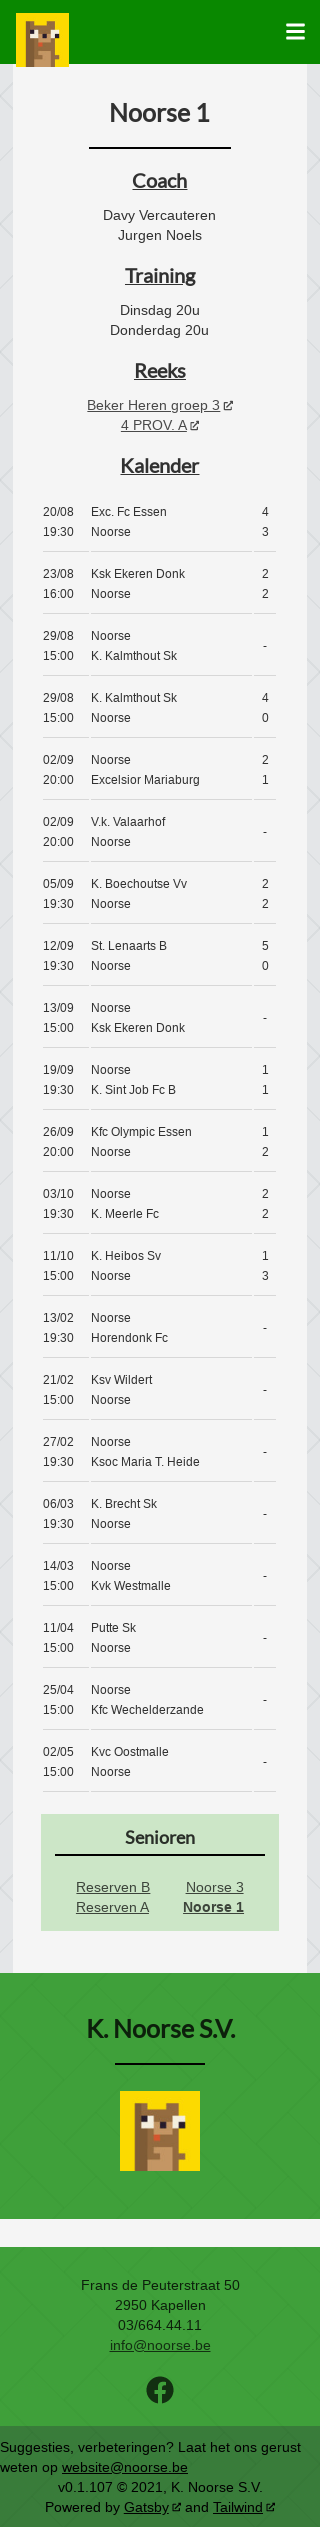 Noorse 1
Coach
Davy Vercauteren
Jurgen Noels
Training
Dinsdag 20u
Donderdag 20u
Reeks
Beker Heren groep 3
4 PROV. A
Kalender
20/08 Exc. Fc Essen 4
19:30 Noorse 3
23/08 Ksk Ekeren Donk 2
16:00 Noorse 2
29/08 Noorse -
15:00 K. Kalmthout Sk
29/08 K. Kalmthout Sk 4
15:00 Noorse 0
02/09 Noorse 2
20:00 Excelsior Mariaburg 1
02/09 V.k. Valaarhof -
20:00 Noorse
05/09 K. Boechoutse Vv 2
19:30 Noorse 2
12/09 St. Lenaarts B 5
19:30 Noorse 0
13/09 Noorse -
15:00 Ksk Ekeren Donk
19/09 Noorse 1
19:30 K. Sint Job Fc B 1
26/09 Kfc Olympic Essen 1
20:00 Noorse 2
03/10 Noorse 2
19:30 K. Meerle Fc 2
11/10 K. Heibos Sv 1
15:00 Noorse 3
13/02 Noorse -
19:30 Horendonk Fc
21/02 Ksv Wildert -
15:00 Noorse
27/02 Noorse -
19:30 Ksoc Maria T. Heide
06/03 K. Brecht Sk -
19:30 Noorse
14/03 Noorse -
15:00 Kvk Westmalle
11/04 Putte Sk -
15:00 Noorse
25/04 Noorse -
15:00 Kfc Wechelderzande
02/05 Kvc Oostmalle -
15:00 Noorse
Senioren
Reserven B Noorse 3
Reserven A Noorse 1
K. Noorse S.V.
Frans de Peuterstraat 50
2950 Kapellen
03/664.44.11
info@noorse.be
Suggesties, verbeteringen? Laat het ons gerust
weten op website@noorse.be
v0.1.107 © 2021, K. Noorse S.V.
Powered by Gatsby and Tailwind